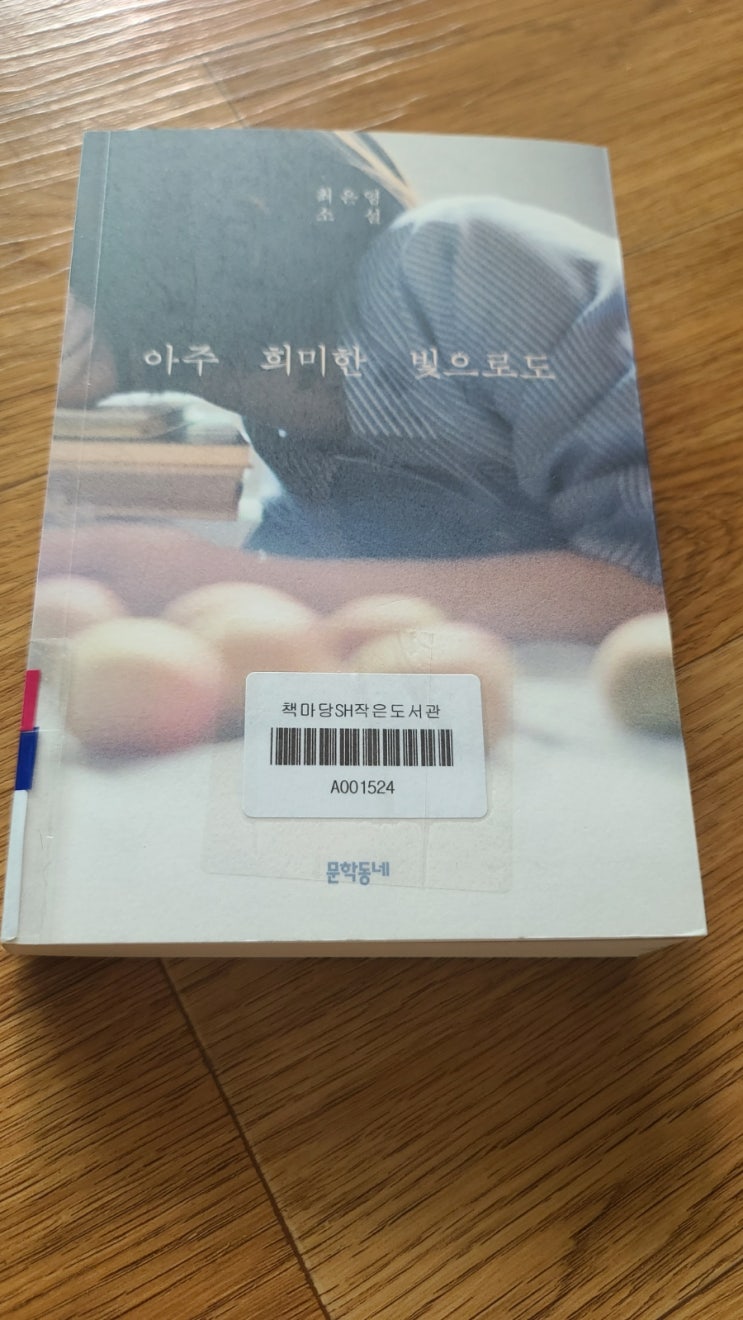 최은영
소설
아주 희미한 빛으로도
책마당SH작은도서관
A001524
문학동네